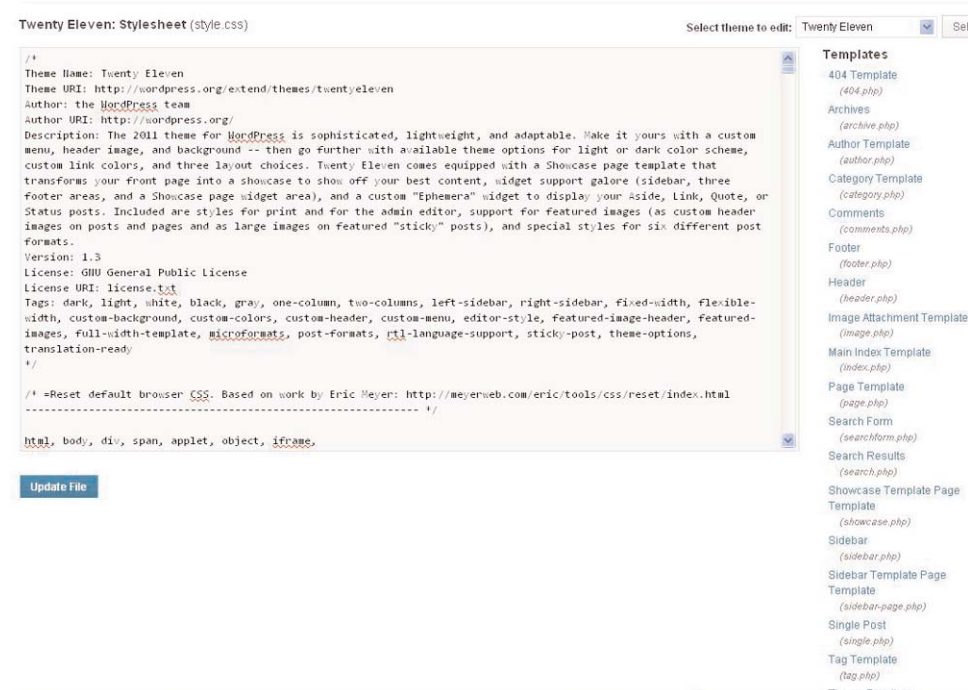 Twenty Eleven: Stylesheet (style.css)
Select theme to edit: Twenty Eleven
/*
Theme Name: Twenty Eleven
Theme URI: http://wordpress.org/extend/themes/twentyeleven
Author: the WordPress team
Author URI: http://wordpress.org/
Description: The 2011 theme for WordPress is sophisticated, lightweight, and adaptable. Make it yours with a custom
menu, header image, and background -- then go further with available theme options for light or dark color scheme,
custom link colors, and three layout choices. Twenty Eleven comes equipped with a Showcase page template that
transforms your front page into a showcase to show off your best content, widget support galore (sidebar, three
footer areas, and a Showcase page widget area), and a custom "Ephemera" widget to display your Aside, Link, Quote, or
Status posts. Included are styles for print and for the admin editor, support for featured images (as custom header
images on posts and pages and as large images on featured "sticky" posts), and special styles for six different post
formats.
Version: 1.3
License: GNU General Public License
License URI: license.txt
Tags: dark, light, white, black, gray, one-column, two-columns, left-sidebar, right-sidebar, fixed-width, flexible-
width, custom-background, custom-colors, custom-header, custom-menu, editor-style, featured-image-header, featured-
images, full-width-template, microformats, post-formats, rtl-language-support, sticky-post, theme-options,
translation-ready
*/
/* =Reset default browser CSS. Based on work by Eric Meyer: http://meyerweb.com/eric/tools/css/reset/index.html
-------------------------------------------------------------- */
html, body, div, span, applet, object, iframe,
Update File
Templates
404 Template
(404.php)
Archives
(archive.php)
Author Template
(author.php)
Category Template
(category.php)
Comments
(comments.php)
Footer
(footer.php)
Header
(header.php)
Image Attachment Template
(image.php)
Main Index Template
(index.php)
Page Template
(page.php)
Search Form
(searchform.php)
Search Results
(search.php)
Showcase Template Page
Template
(showcase.php)
Sidebar
(sidebar.php)
Sidebar Template Page
Template
(sidebar-page.php)
Single Post
(single.php)
Tag Template
(tag.php)